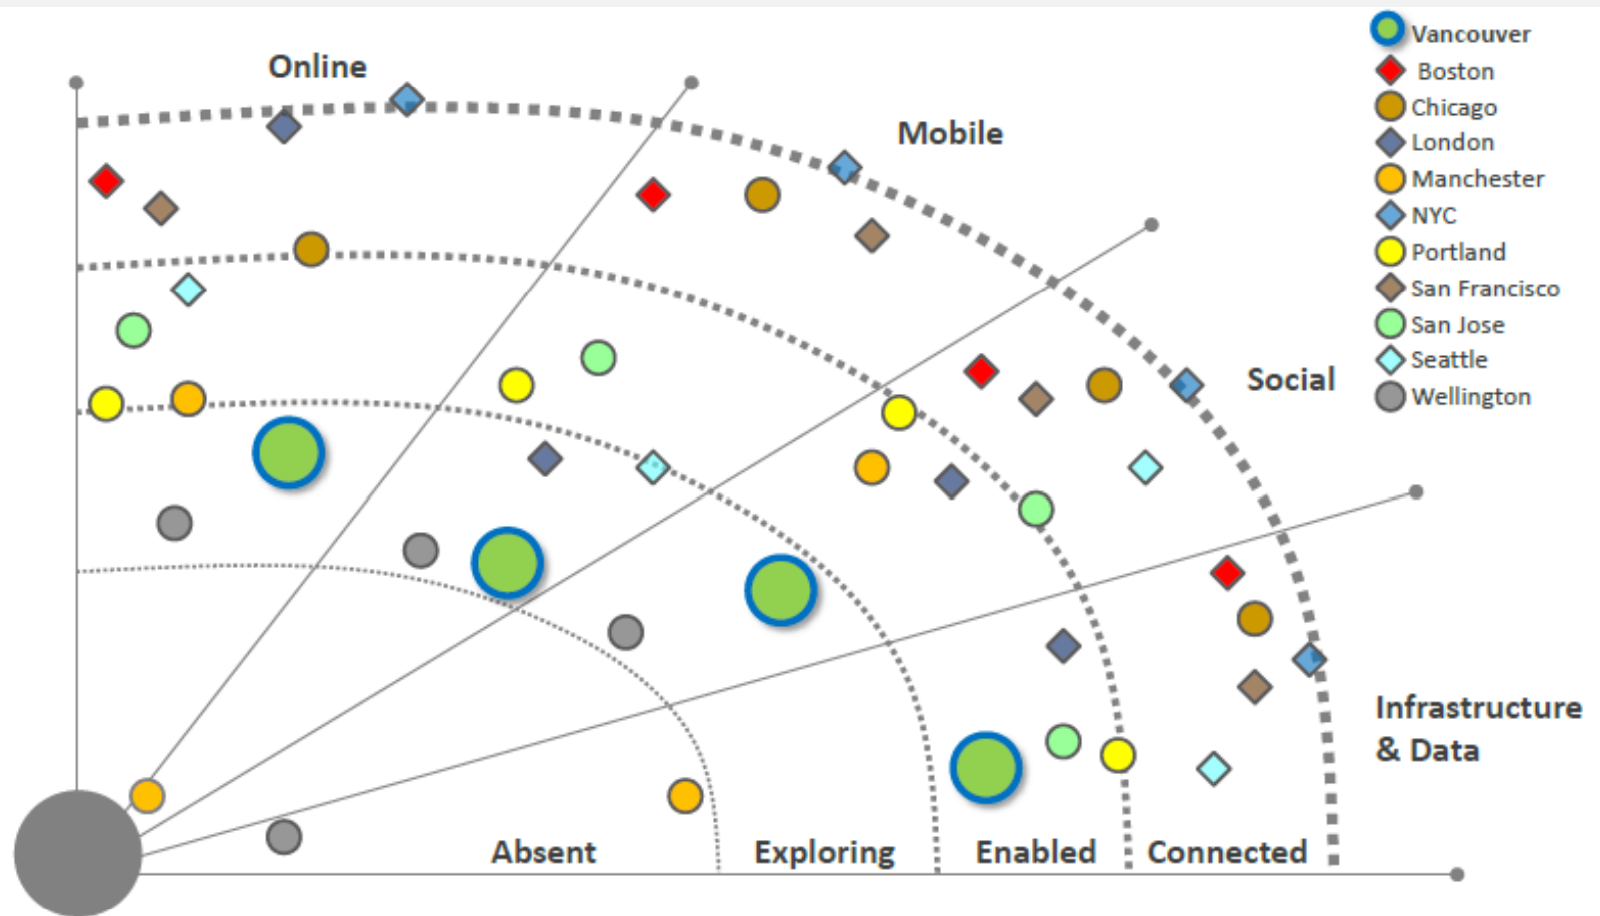 Online
Mobile
Social
Infrastructure
& Data
Absent
Exploring
Enabled
Connected
Vancouver
Boston
Chicago
London
Manchester
NYC
Portland
San Francisco
San Jose
Seattle
Wellington